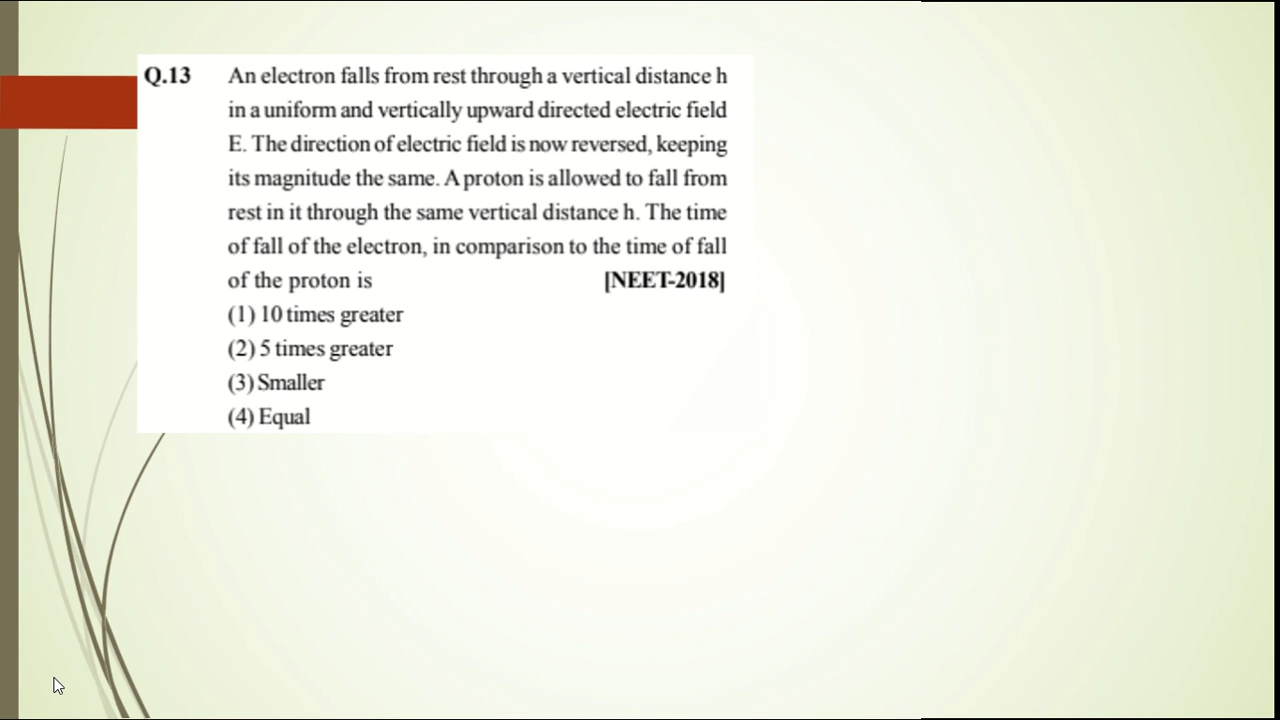 Q.13 An electron falls from rest through a vertical distance h
in a uniform and vertically upward directed electric field
E. The direction of electric field is now reversed, keeping
its magnitude the same. A proton is allowed to fall from
rest in it through the same vertical distance h. The time
of fall of the electron, in comparison to the time of fall
of the proton is [NEET-2018]
(1) 10 times greater
(2) 5 times greater
(3) Smaller
(4) Equal